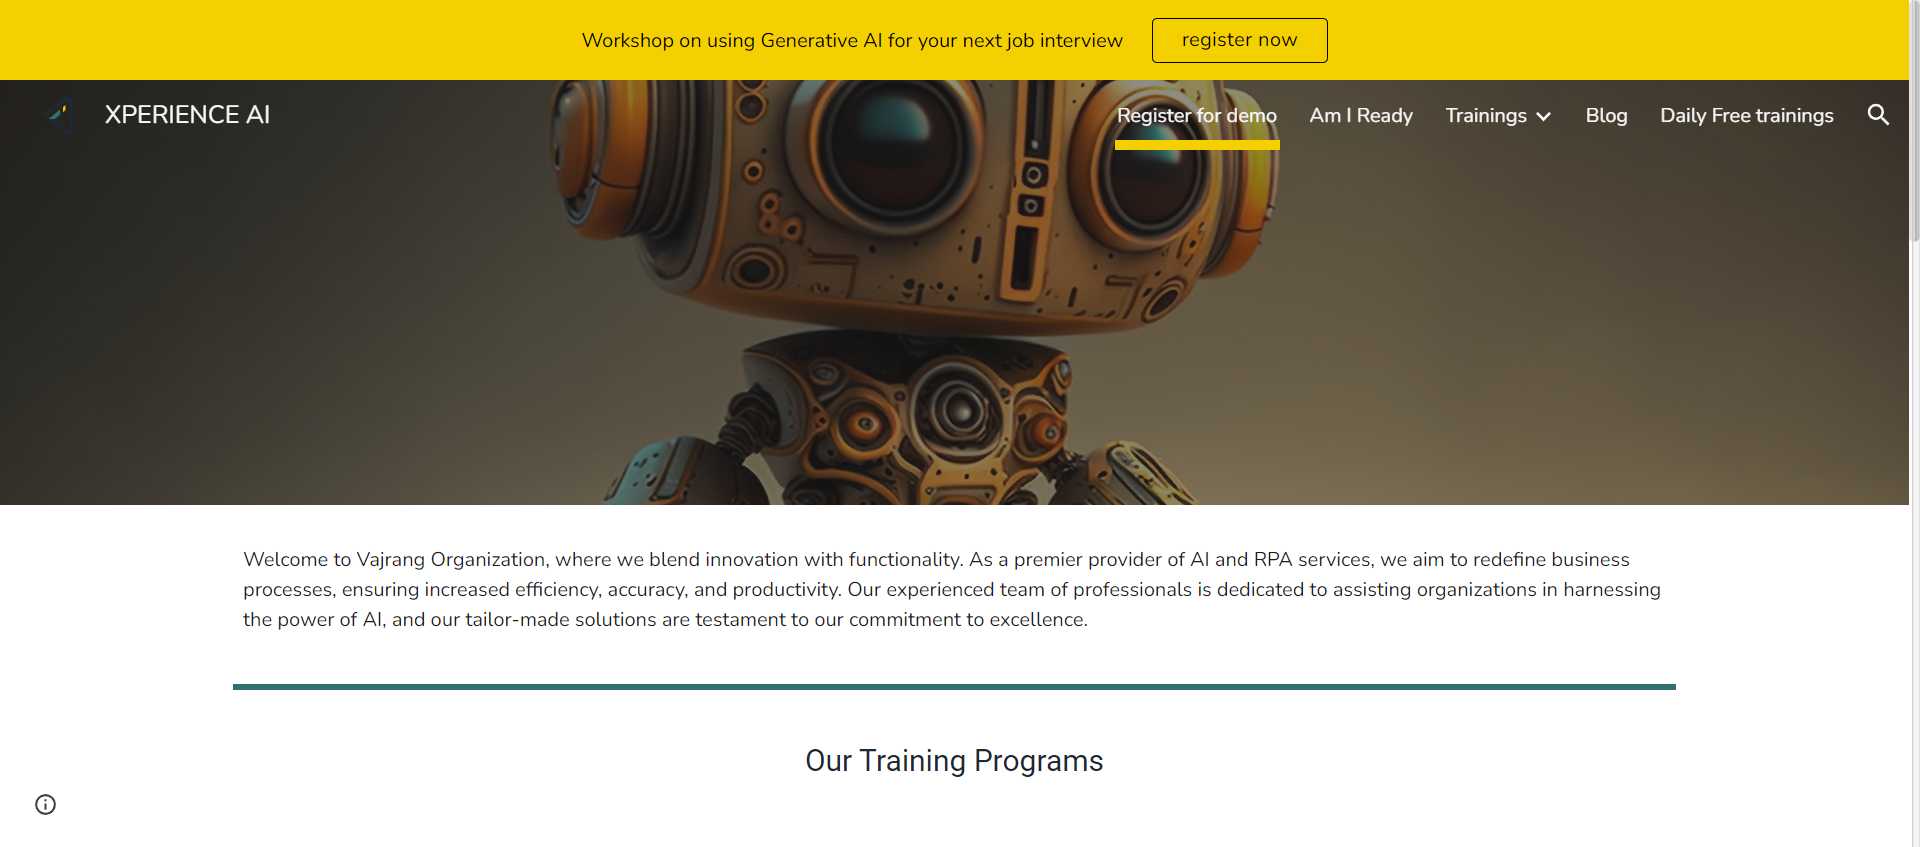 Workshop on using Generative AI for your next job interview
register now
XPERIENCE AI
Register for demo
Am I Ready
Trainings
Blog
Daily Free trainings
Welcome to Vajrang Organization, where we blend innovation with functionality. As a premier provider of AI and RPA services, we aim to redefine business
processes, ensuring increased efficiency, accuracy, and productivity. Our experienced team of professionals is dedicated to assisting organizations in harnessing
the power of AI, and our tailor-made solutions are testament to our commitment to excellence.
Our Training Programs